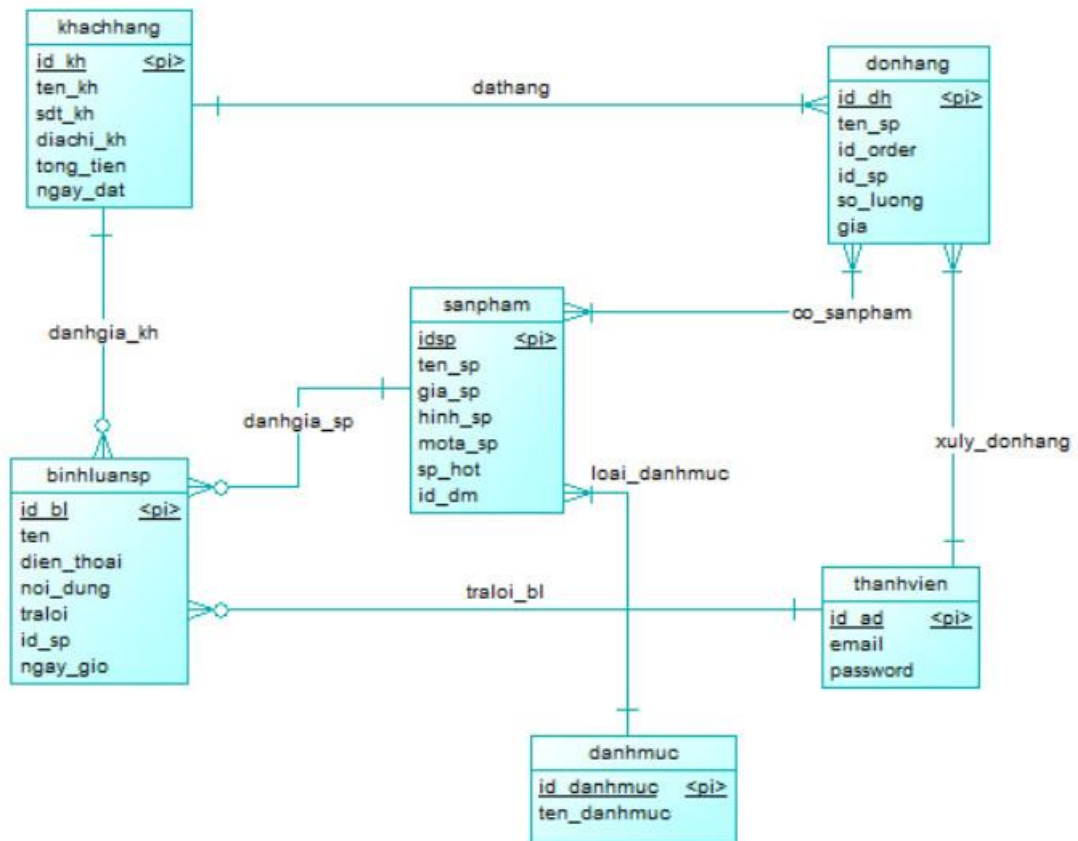 khachhang
id_kh <pi>
ten_kh
sdt_kh
diachi_kh
tong_tien
ngay_dat
dathang
donhang
id_dh <pi>
ten_sp
id_order
id_sp
so_luong
gia
danhgia_kh
sanpham
idsp <pi>
ten_sp
gia_sp
hinh_sp
mota_sp
sp_hot
id_dm
co_sanpham
danhgia_sp
xuly_donhang
loai_danhmuc
binhluansp
id_bl <pi>
ten
dien_thoai
noi_dung
traloi
id_sp
ngay_gio
traloi_bl
thanhvien
id_ad <pi>
email
password
danhmuc
id_danhmuc <pi>
ten_danhmuc